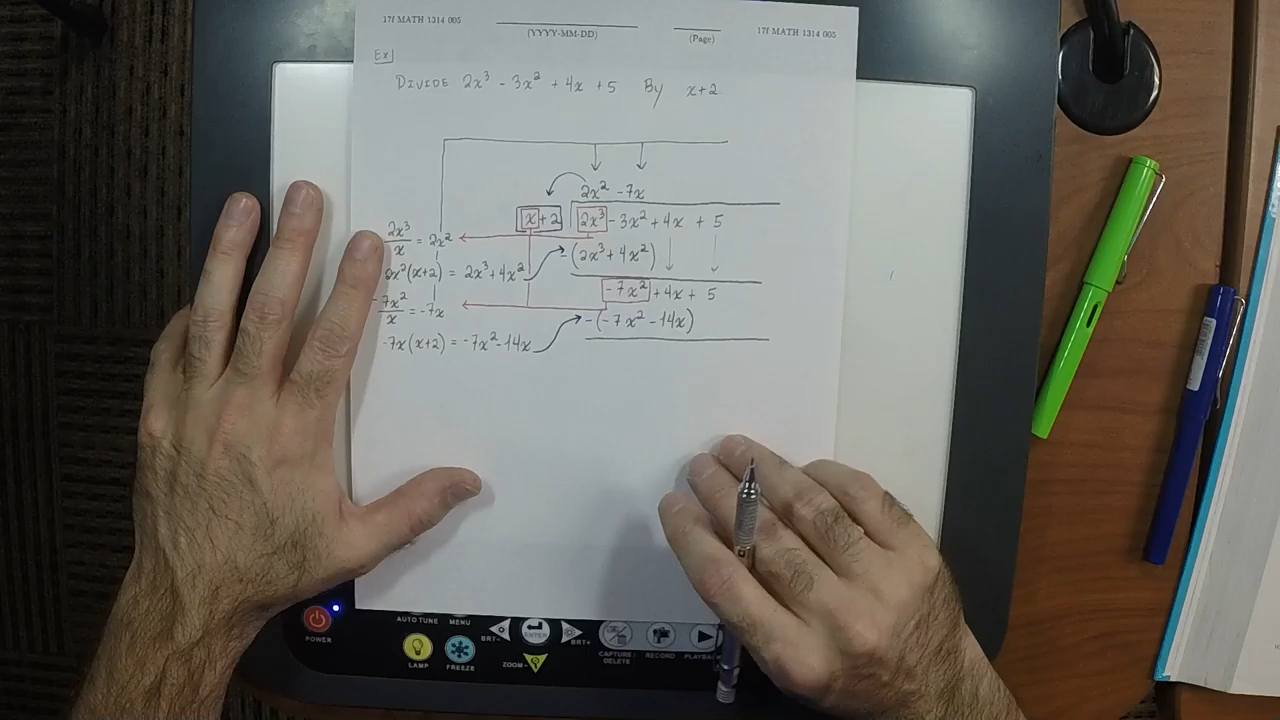 17f MATH 1314 005
(YYYY-MM-DD)
(Page)
17f MATH 1314 005
Ex
DIVIDE 2x³ - 3x² + 4x + 5 By x+2
2x² - 7x
x+2 2x³ - 3x² + 4x + 5
2x³/x = 2x²
-(2x³ + 4x²)
2x²(x+2) = 2x³+4x²
-7x² + 4x + 5
-7x²/x = -7x
-(-7x² - 14x)
-7x(x+2) = -7x² - 14x
POWER
AUTO TUNE
MENU
LAMP
FREEZE
BRT-
ENTER
BRT+
ZOOM-
CAPTURE/
DELETE
RECORD